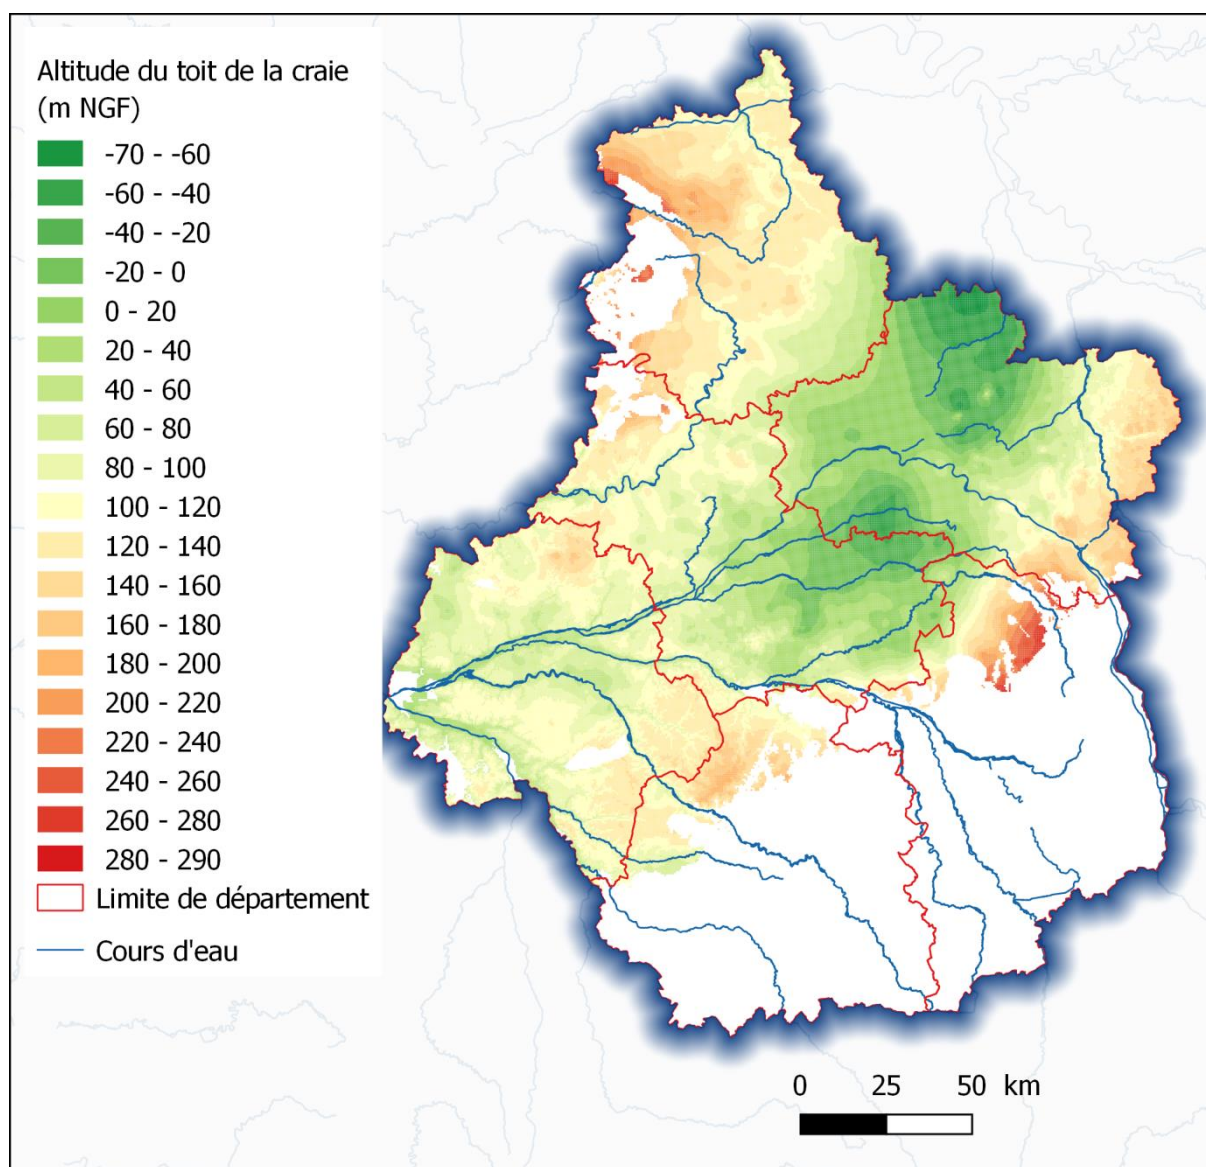 Altitude du toit de la craie
(m NGF)
-70 - -60
-60 - -40
-40 - -20
-20 - 0
0 - 20
20 - 40
40 - 60
60 - 80
80 - 100
100 - 120
120 - 140
140 - 160
160 - 180
180 - 200
200 - 220
220 - 240
240 - 260
260 - 280
280 - 290
Limite de département
Cours d'eau
0 25 50 km